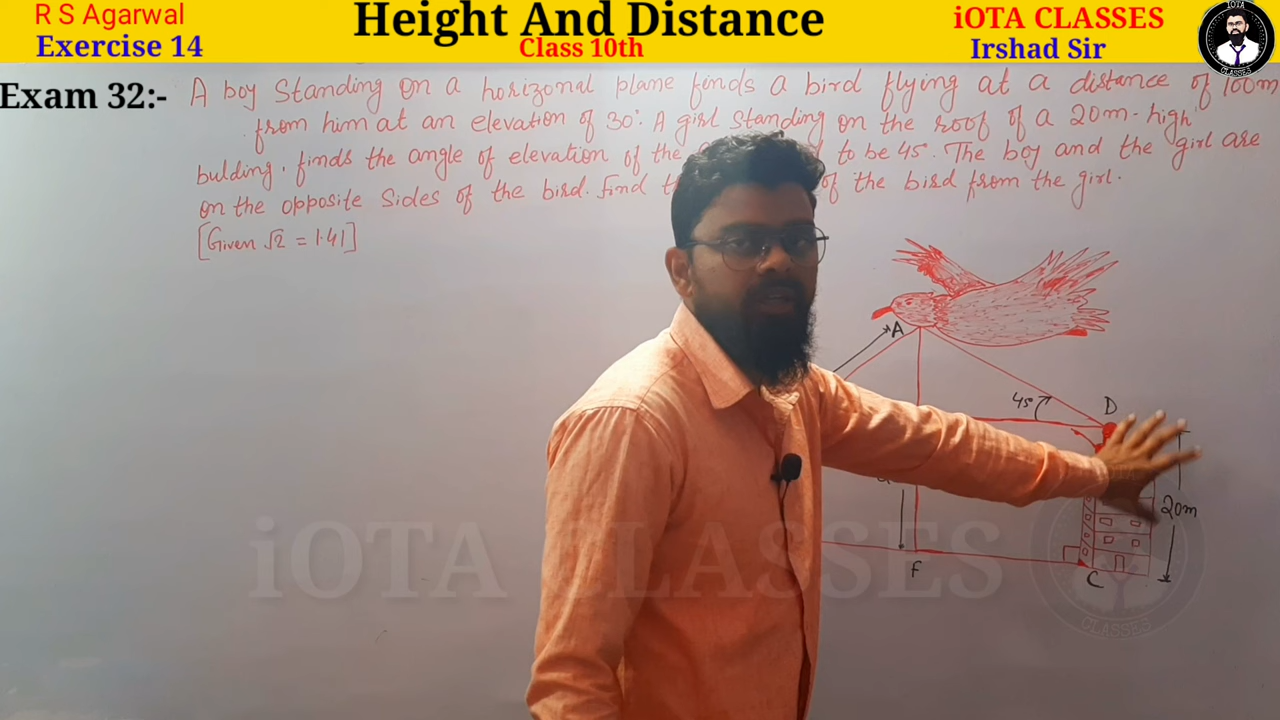 R S Agarwal
Exercise 14
Height And Distance
Class 10th
iOTA CLASSES
Irshad Sir
IOTA
CLASSES
Exam 32:-
A boy Standing on a horizonal plane finds a bird flying at a distance of 100m
from him at an elevation of 30°. A girl Standing on the roof of a 20m-high
bulding, finds the angle of elevation of the to be 45°. The boy and the girl are
on the opposite Sides of the bird. find of the bird from the girl.
[Given √2 = 1.41]
A
45°
D
20m
F
C
iOTA CLASSES
CLASSES